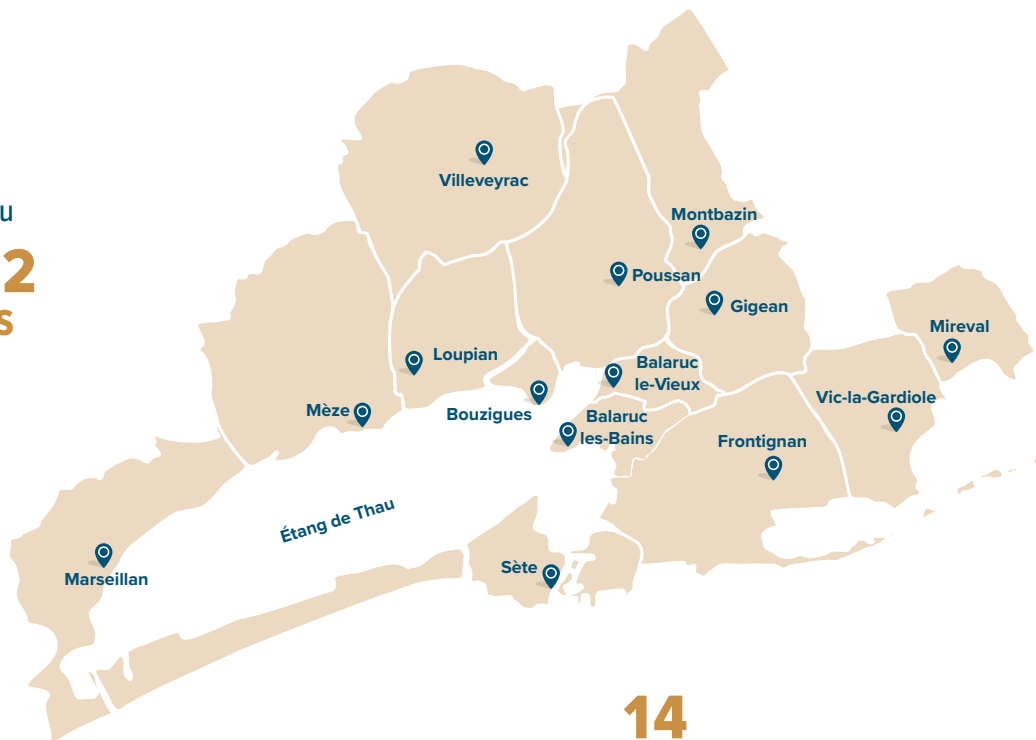 u
2
s
Villeveyrac
Montbazin
Poussan
Gigean
Mireval
Loupian
Balaruc
le-Vieux
Vic-la-Gardiole
Mèze
Bouzigues
Balaruc
les-Bains
Frontignan
Étang de Thau
Sète
Marseillan
14